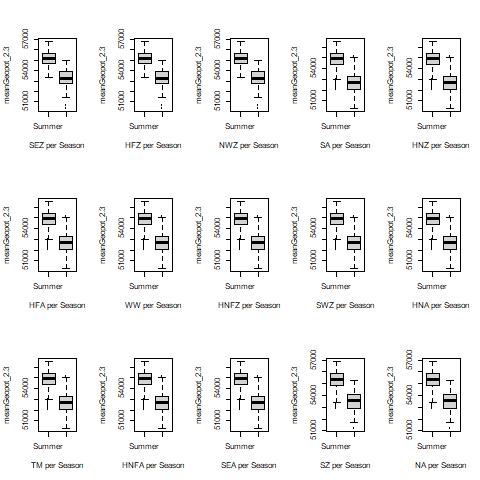 meanGeopot_2.3
57000
54000
51000
Summer
SEZ per Season
meanGeopot_2.3
57000
54000
51000
Summer
HFZ per Season
meanGeopot_2.3
57000
54000
51000
Summer
NWZ per Season
meanGeopot_2.3
54000
51000
Summer
SA per Season
meanGeopot_2.3
54000
51000
Summer
HNZ per Season
meanGeopot_2.3
54000
51000
Summer
HFA per Season
meanGeopot_2.3
54000
51000
Summer
WW per Season
meanGeopot_2.3
54000
51000
Summer
HNFZ per Season
meanGeopot_2.3
54000
51000
Summer
SWZ per Season
meanGeopot_2.3
54000
51000
Summer
HNA per Season
meanGeopot_2.3
54000
51000
Summer
TM per Season
meanGeopot_2.3
54000
51000
Summer
HNFA per Season
meanGeopot_2.3
54000
51000
Summer
SEA per Season
meanGeopot_2.3
57000
54000
51000
Summer
SZ per Season
meanGeopot_2.3
57000
54000
51000
Summer
NA per Season